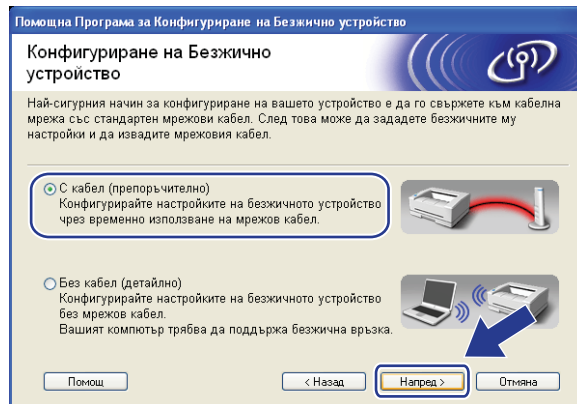 Помощна Програма за Конфигуриране на Безжично устройство
Конфигуриране на Безжично
устройство
Най-сигурния начин за конфигуриране на вашето устройство е да го свържете към кабелна
мрежа със стандартен мрежови кабел. След това може да зададете безжичните му
настройки и да извадите мрежовия кабел.
С кабел (препоръчително)
Конфигурирайте настройките на безжичното устройство
чрез временно използване на мрежов кабел.
Без кабел (детайлно)
Конфигурирайте настройките на безжичното устройство
без мрежов кабел.
Вашият компютър трябва да поддържа безжична връзка.
Помощ < Назад Напред > Отмяна